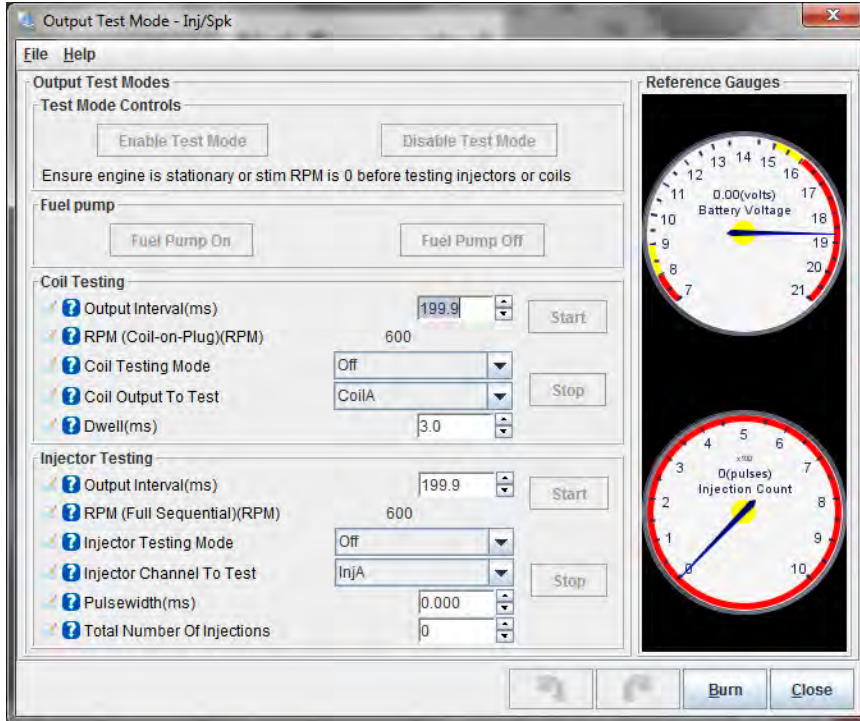 Output Test Mode - Inj/Spk
File Help
Output Test Modes
Test Mode Controls
Enable Test Mode Disable Test Mode
Ensure engine is stationary or stim RPM is 0 before testing injectors or coils
Fuel pump
Fuel Pump On Fuel Pump Off
Coil Testing
Output Interval(ms) 199.9 Start
RPM (Coil-on-Plug)(RPM) 600
Coil Testing Mode Off
Coil Output To Test CoilA Stop
Dwell(ms) 3.0
Injector Testing
Output Interval(ms) 199.9 Start
RPM (Full Sequential)(RPM) 600
Injector Testing Mode Off
Injector Channel To Test InjA Stop
Pulsewidth(ms) 0.000
Total Number Of Injections 0
Reference Gauges
7 8 9 10 11 12 13 14 15 16 17 18 19 20 21
0.00(volts)
Battery Voltage
0 1 2 3 4 5 6 7 8 9 10
x100
0(pulses)
Injection Count
Burn Close